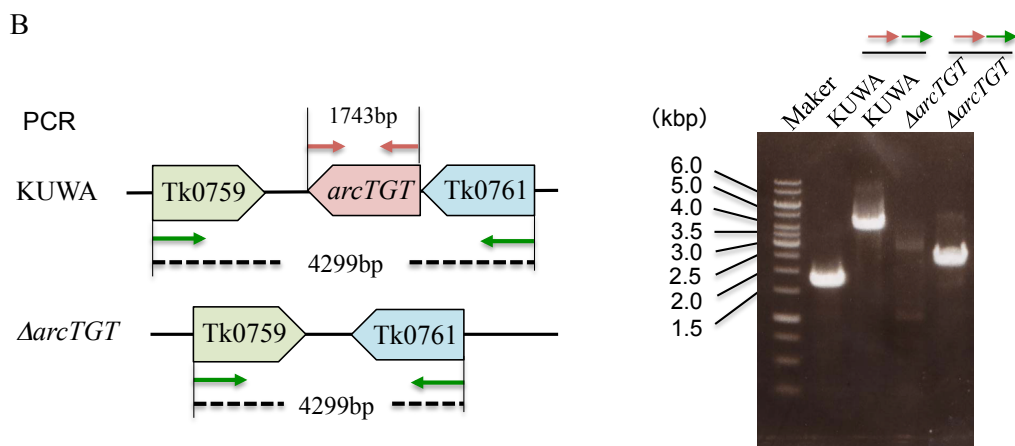 B
PCR
1743bp
KUWA
Tk0759
arcTGT
Tk0761
4299bp
ΔarcTGT
Tk0759
Tk0761
4299bp
(kbp)
Maker
KUWA
KUWA
ΔarcTGT
ΔarcTGT
6.0
5.0
4.0
3.5
3.0
2.5
2.0
1.5